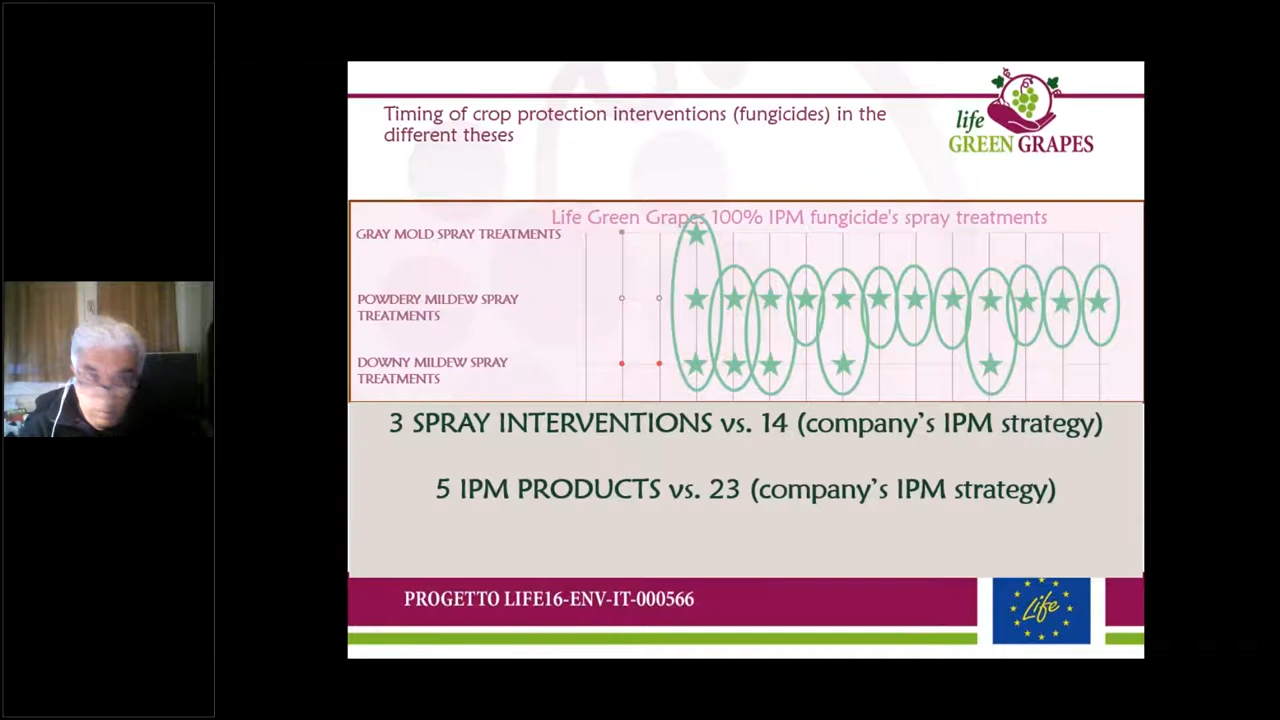 Timing of crop protection interventions (fungicides) in the
different theses
life
GREEN GRAPES
Life Green Grapes 100% IPM fungicide's spray treatments
GRAY MOLD SPRAY TREATMENTS
POWDERY MILDEW SPRAY
TREATMENTS
DOWNY MILDEW SPRAY
TREATMENTS
3 SPRAY INTERVENTIONS vs. 14 (company's IPM strategy)
5 IPM PRODUCTS vs. 23 (company's IPM strategy)
PROGETTO LIFE16-ENV-IT-000566
Life